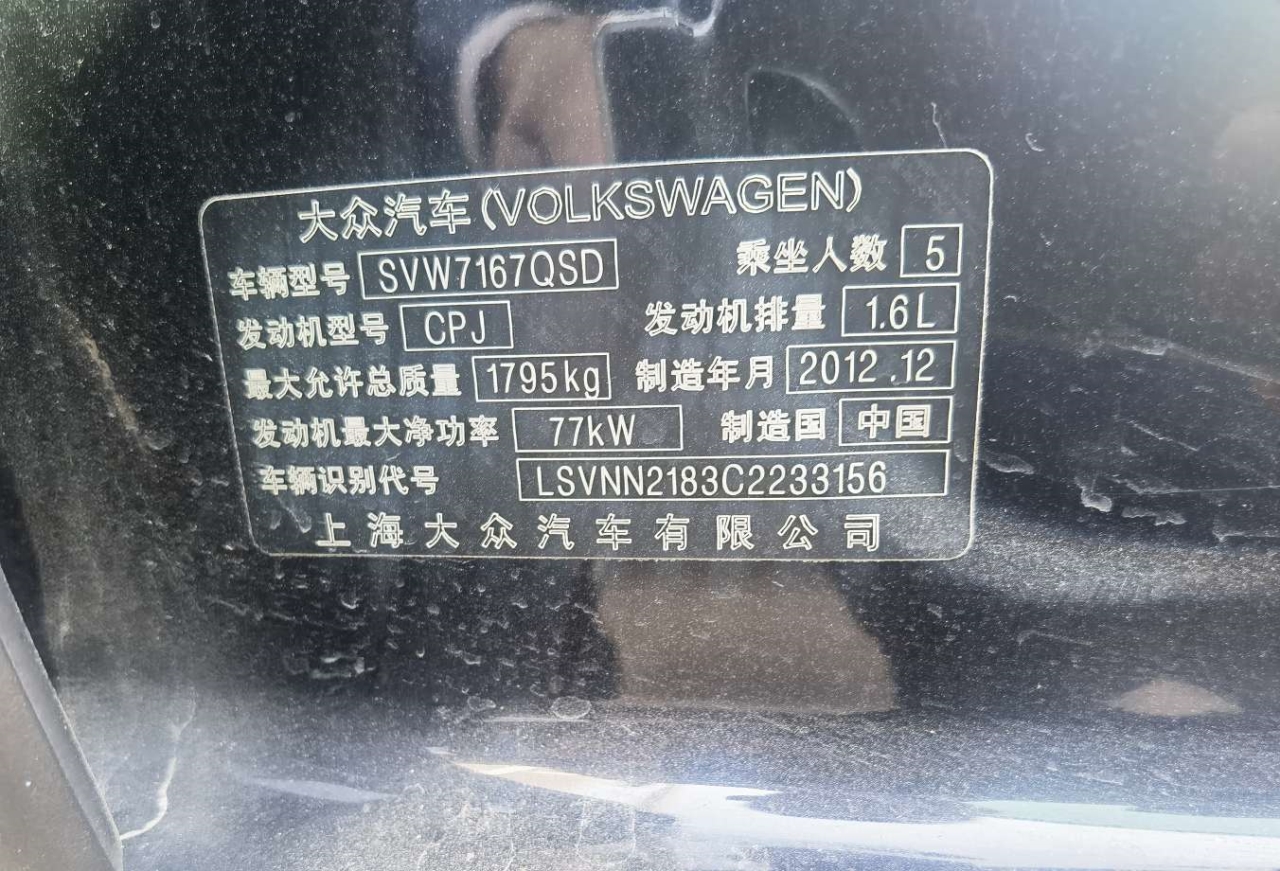 大众汽车(VOLKSWAGEN)
车辆型号 SVW7167QSD 乘坐人数 5
发动机型号 CPJ 发动机排量 1.6L
最大允许总质量 1795kg 制造年月 2012.12
发动机最大净功率 77kW 制造国 中国
车辆识别代号 LSVNN2183C2233156
上海大众汽车有限公司